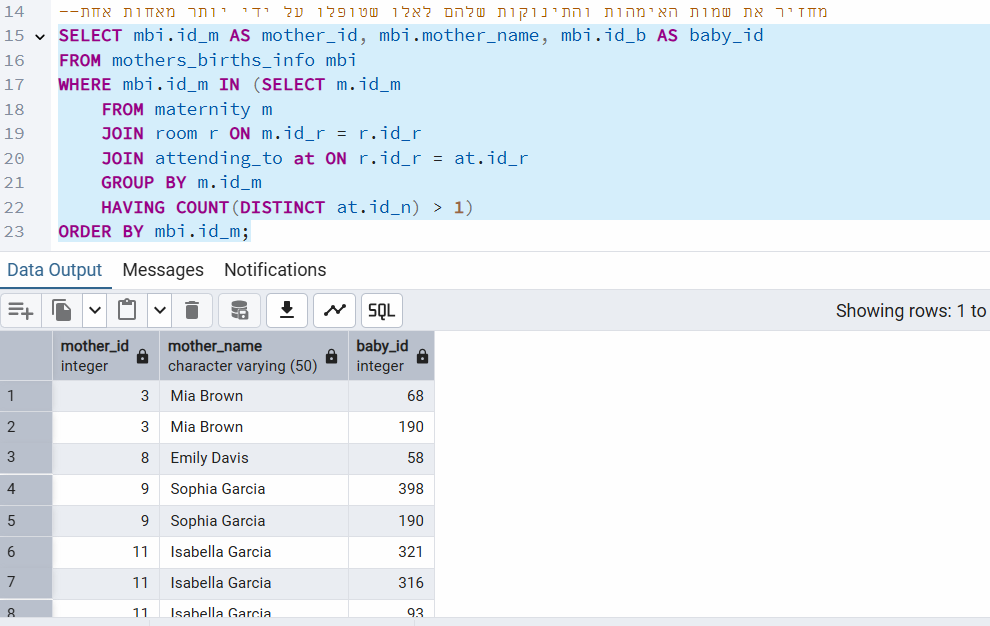 14 --מחזיר את שמות האימהות והתינוקות שלהם לאלו שטופלו על ידי יותר מאחות אחת
15 SELECT mbi.id_m AS mother_id, mbi.mother_name, mbi.id_b AS baby_id
16 FROM mothers_births_info mbi
17 WHERE mbi.id_m IN (SELECT m.id_m
18 FROM maternity m
19 JOIN room r ON m.id_r = r.id_r
20 JOIN attending_to at ON r.id_r = at.id_r
21 GROUP BY m.id_m
22 HAVING COUNT(DISTINCT at.id_n) > 1)
23 ORDER BY mbi.id_m;
Data Output Messages Notifications
SQL Showing rows: 1 to
mother_id mother_name baby_id
integer character varying (50) integer
1 3 Mia Brown 68
2 3 Mia Brown 190
3 8 Emily Davis 58
4 9 Sophia Garcia 398
5 9 Sophia Garcia 190
6 11 Isabella Garcia 321
7 11 Isabella Garcia 316
8 11 Isabella Garcia 93